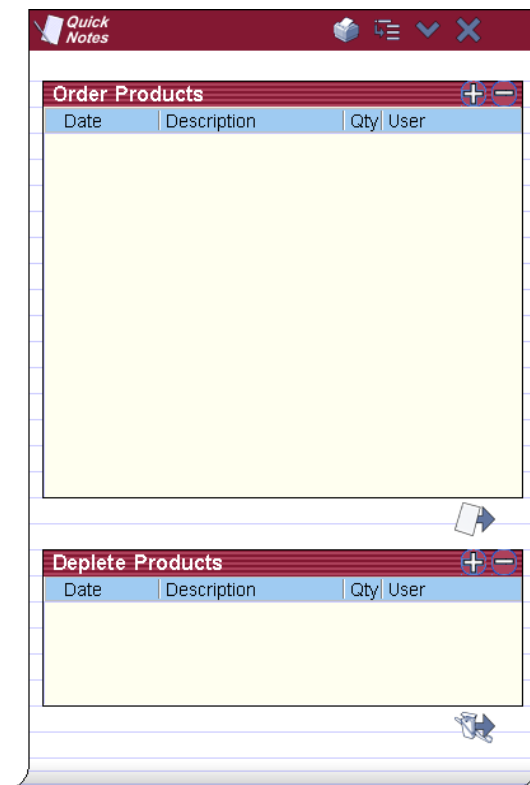 Quick
Notes
Order Products
Date Description Qty User
Deplete Products
Date Description Qty User